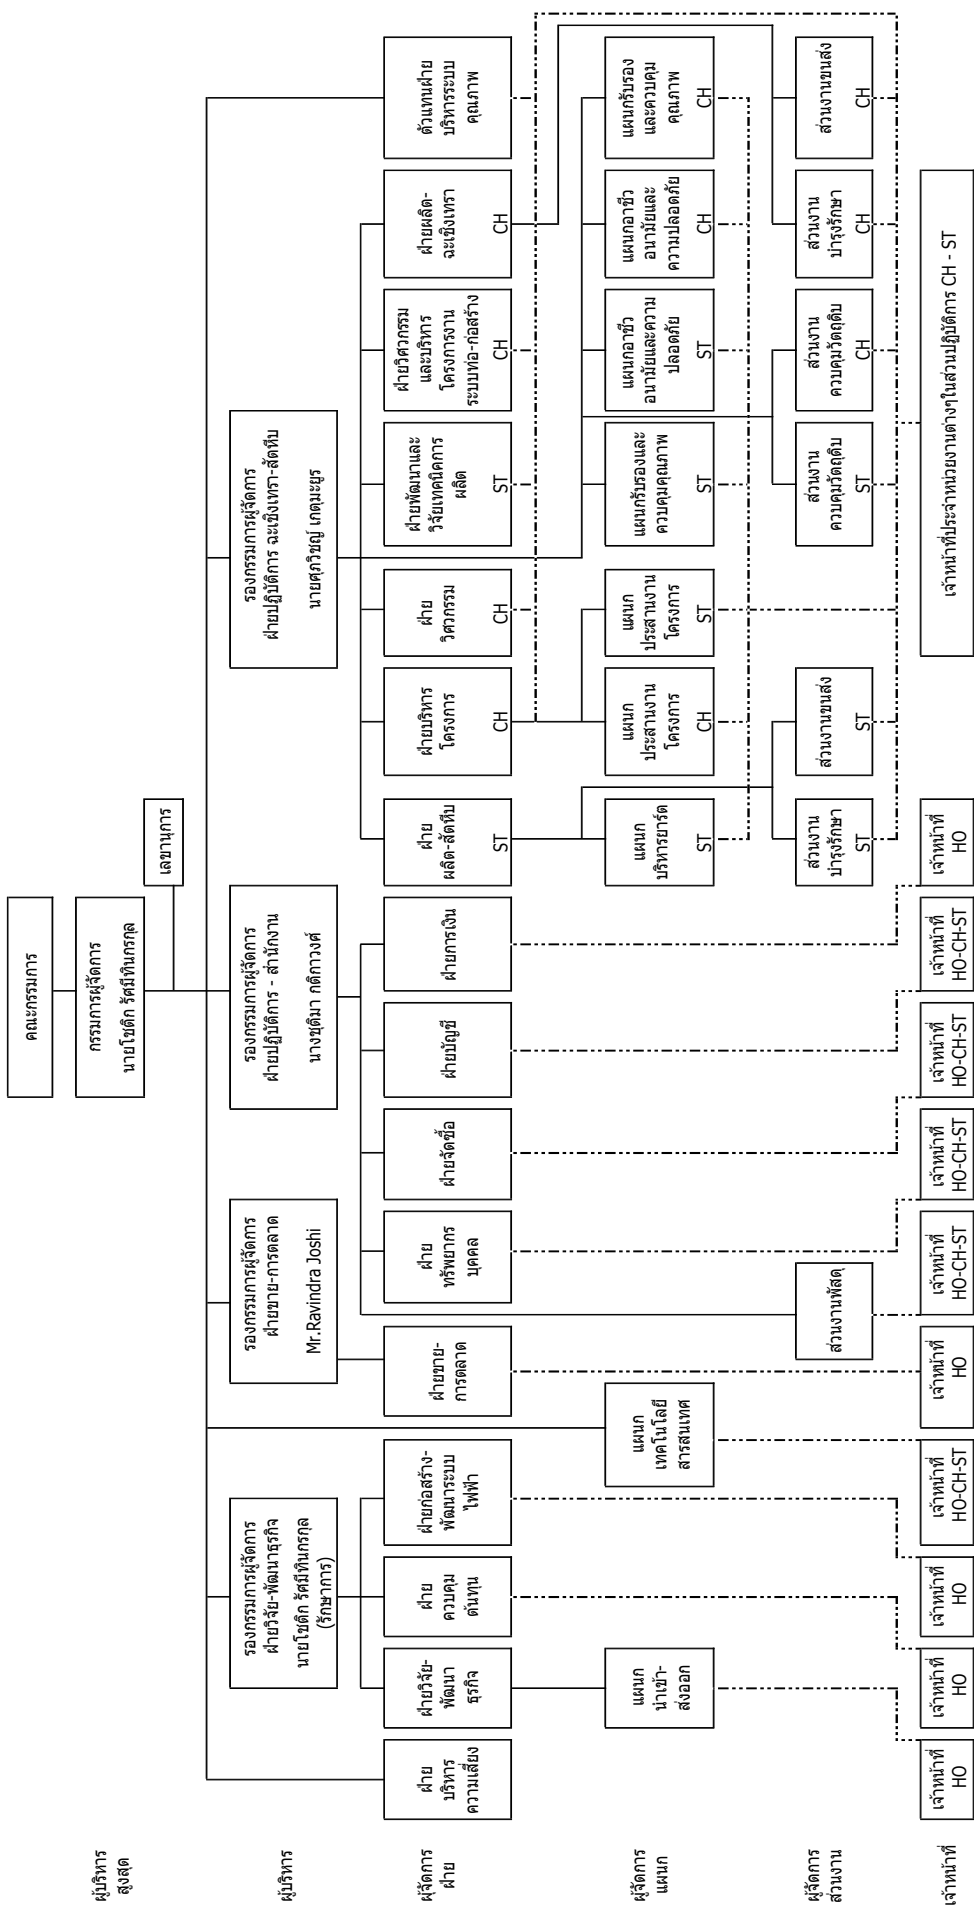 ผู้บริหาร
สูงสุด
คณะกรรมการ
กรรมการผู้จัดการ
นายโชติก รัศมีทินกรกุล
เลขานุการ
ผู้บริหาร
รองกรรมการผู้จัดการ
ฝ่ายวิจัย-พัฒนาธุรกิจ
นายโชติก รัศมีทินกรกุล
(รักษาการ)
รองกรรมการผู้จัดการ
ฝ่ายขาย-การตลาด
Mr.Ravindra Joshi
รองกรรมการผู้จัดการ
ฝ่ายปฏิบัติการ - สำนักงาน
นางชุติมา กติกาวงศ์
รองกรรมการผู้จัดการ
ฝ่ายปฏิบัติการ ฉะเชิงเทรา-สัตหีบ
นายศุภวิชญ์ เกตุมะยูร
ผู้จัดการ
ฝ่าย
ฝ่าย
บริหาร
ความเสี่ยง
ฝ่ายวิจัย-
พัฒนา
ธุรกิจ
ฝ่าย
ควบคุม
ต้นทุน
ฝ่ายก่อสร้าง-
พัฒนาระบบ
ไฟฟ้า
ฝ่ายขาย-
การตลาด
ฝ่าย
ทรัพยากร
บุคคล
ฝ่ายจัดซื้อ
ฝ่ายบัญชี
ฝ่ายการเงิน
ฝ่าย
ผลิต-สัตหีบ
ST
ฝ่ายบริหาร
โครงการ
CH
ฝ่าย
วิศวกรรม
CH
ฝ่ายพัฒนาและ
วิจัยเทคนิคการ
ผลิต
ST
ฝ่ายวิศวกรรม
และบริหาร
โครงการงาน
ระบบท่อ-ก่อสร้าง
CH
ฝ่ายผลิต-
ฉะเชิงเทรา
CH
ตัวแทนฝ่าย
บริหารระบบ
คุณภาพ
ผู้จัดการ
แผนก
แผนก
นำเข้า-
ส่งออก
แผนก
เทคโนโลยี
สารสนเทศ
แผนก
บริหารยาร์ด
ST
แผนก
ประสานงาน
โครงการ
CH
แผนก
ประสานงาน
โครงการ
ST
แผนกรับรองและ
ควบคุมคุณภาพ
ST
แผนกอาชีว
อนามัยและความ
ปลอดภัย
ST
แผนกอาชีว
อนามัยและ
ความปลอดภัย
CH
แผนกรับรอง
และควบคุม
คุณภาพ
CH
ผู้จัดการ
ส่วนงาน
ส่วนงานพัสดุ
ส่วนงาน
บำรุงรักษา
ST
ส่วนงานขนส่ง
ST
ส่วนงาน
ควบคุมวัตถุดิบ
ST
ส่วนงาน
ควบคุมวัตถุดิบ
CH
ส่วนงาน
บำรุงรักษา
CH
ส่วนงานขนส่ง
CH
เจ้าหน้าที่
เจ้าหน้าที่
HO
เจ้าหน้าที่
HO
เจ้าหน้าที่
HO
เจ้าหน้าที่
HO-CH-ST
เจ้าหน้าที่
HO
เจ้าหน้าที่
HO-CH-ST
เจ้าหน้าที่
HO-CH-ST
เจ้าหน้าที่
HO-CH-ST
เจ้าหน้าที่
HO-CH-ST
เจ้าหน้าที่
HO
เจ้าหน้าที่ประจำหน่วยงานต่างๆในส่วนปฏิบัติการ CH - ST